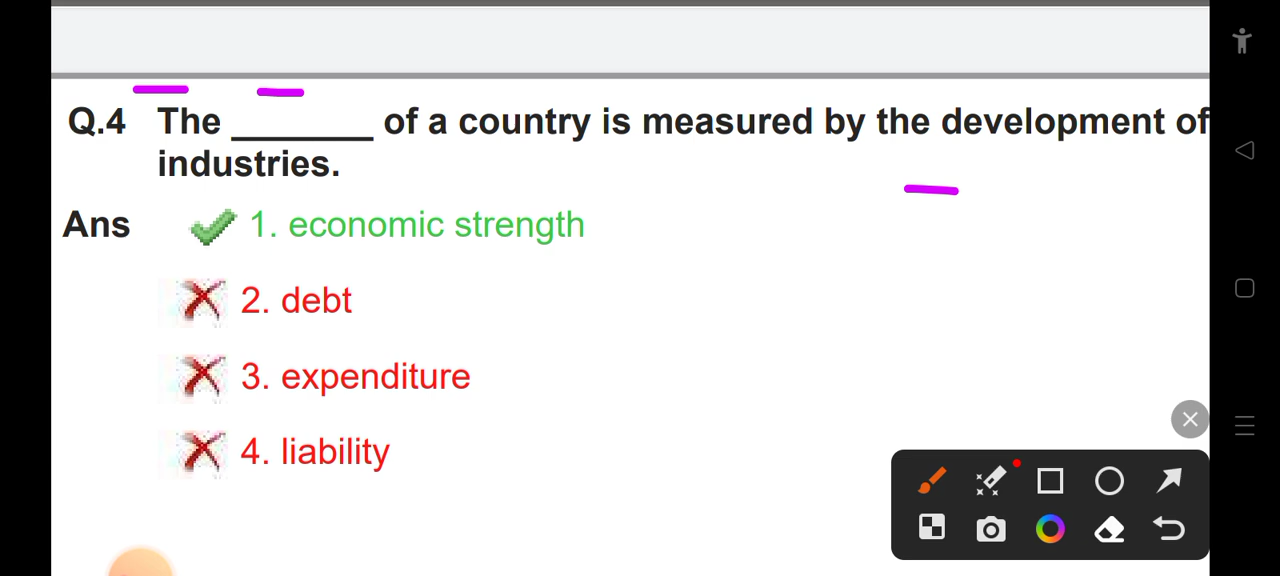 Q.4 The ________ of a country is measured by the development of
industries.
Ans 1. economic strength
2. debt
3. expenditure
4. liability